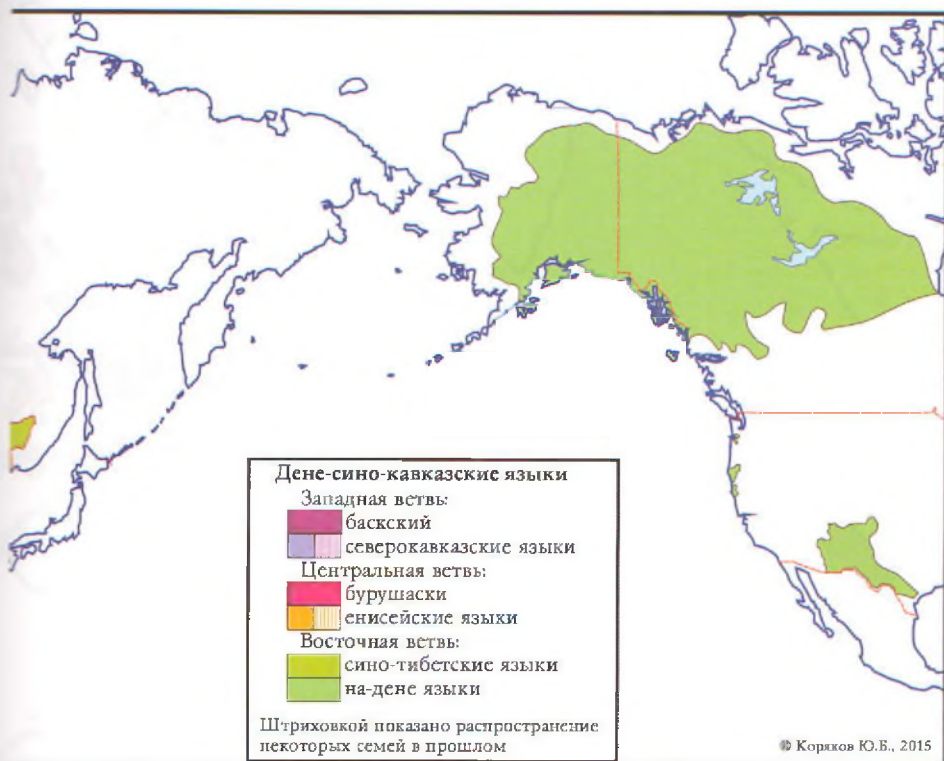 Дене-сино-кавказские языки
Западная ветвь:
баскский
северокавказские языки
Центральная ветвь:
бурушаски
енисейские языки
Восточная ветвь:
сино-тибетские языки
на-дене языки
Штриховкой показано распространение
некоторых семей в прошлом
© Коряков Ю.Б., 2015